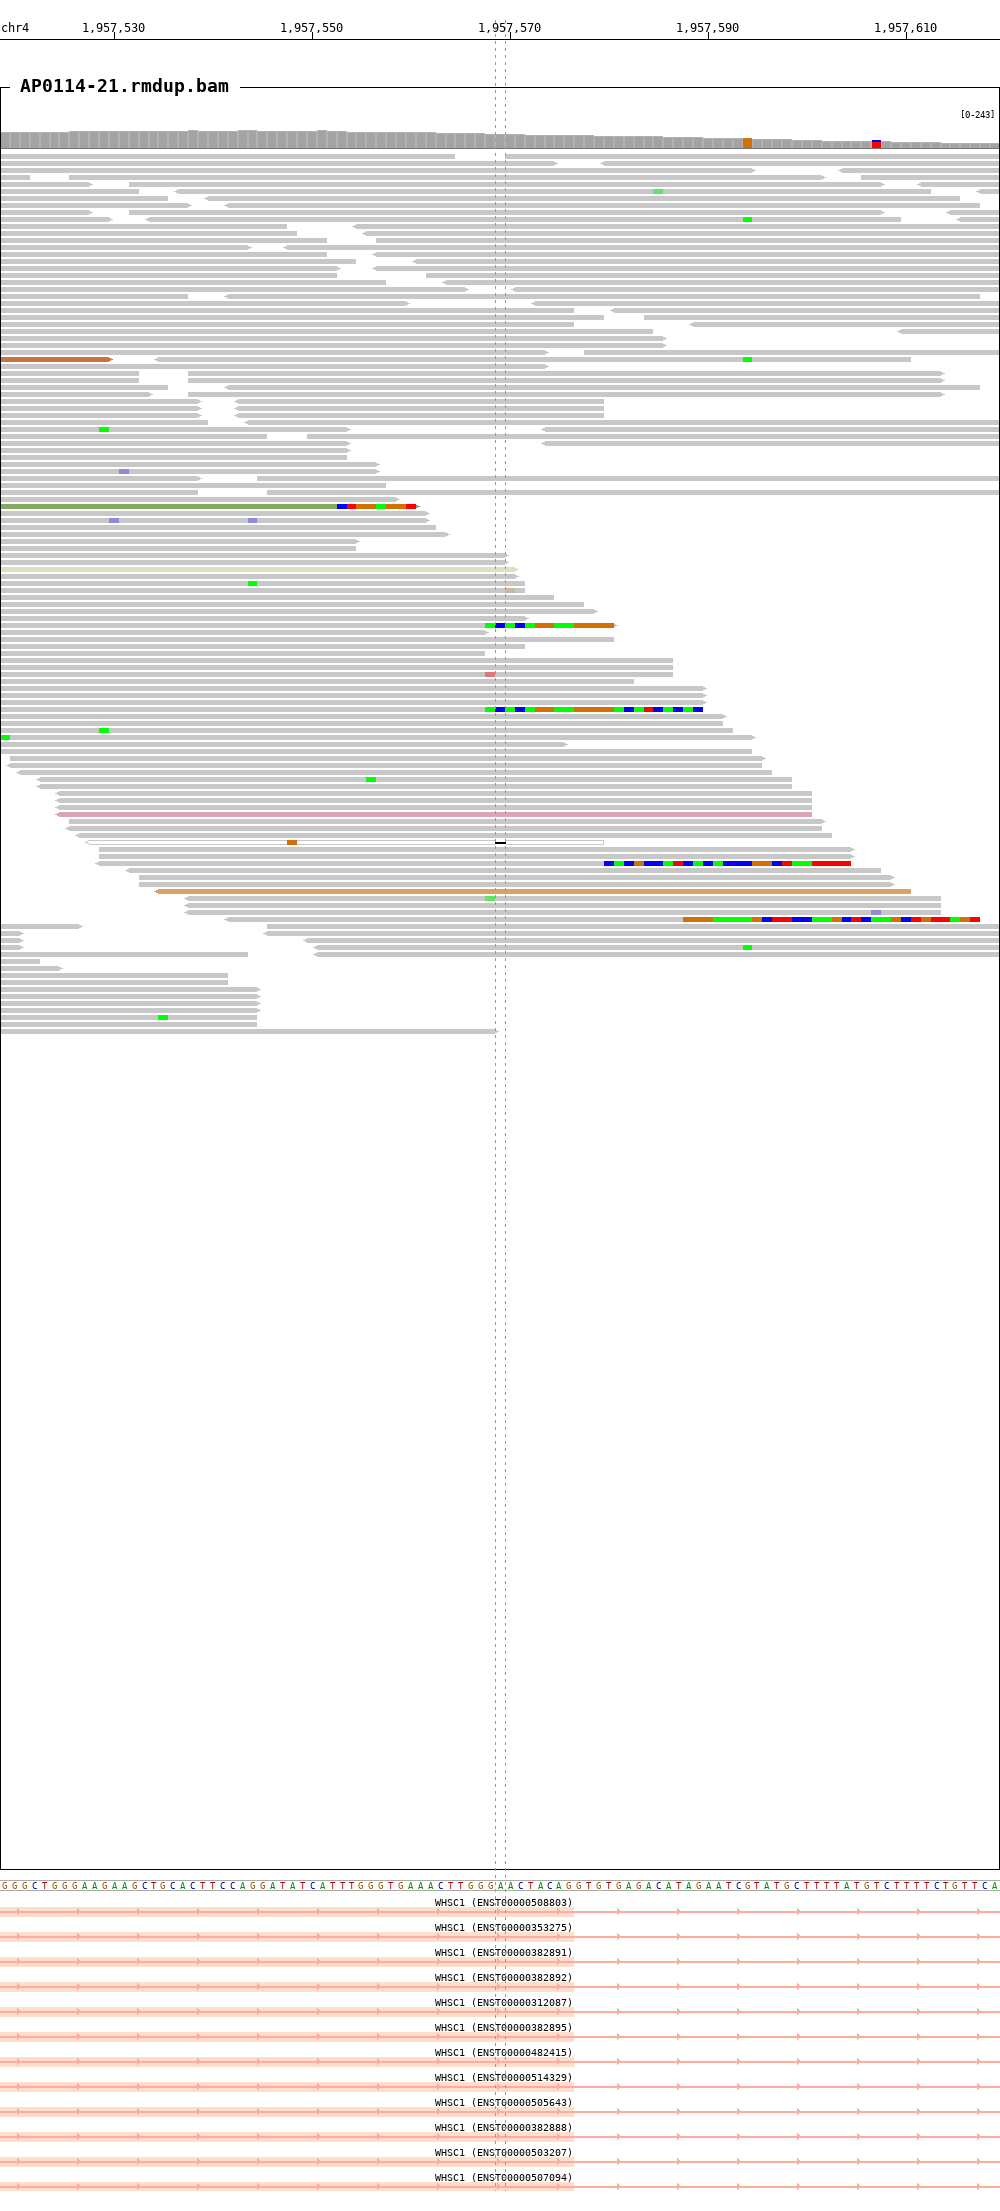 chr4 1,957,530 1,957,550 1,957,570 1,957,590 1,957,610
AP0114-21.rmdup.bam
[0-243]
GGGCTGGGAAGAAGCTGCACTTCCAGGATATCATTTGGGTGAAACTTGGGAACTACAGGTGTGAGACATAGAATCGTATGCTTTTATGTCTTTTCTGTTCA
WHSC1 (ENST00000508803)
WHSC1 (ENST00000353275)
WHSC1 (ENST00000382891)
WHSC1 (ENST00000382892)
WHSC1 (ENST00000312087)
WHSC1 (ENST00000382895)
WHSC1 (ENST00000482415)
WHSC1 (ENST00000514329)
WHSC1 (ENST00000505643)
WHSC1 (ENST00000382888)
WHSC1 (ENST00000503207)
WHSC1 (ENST00000507094)